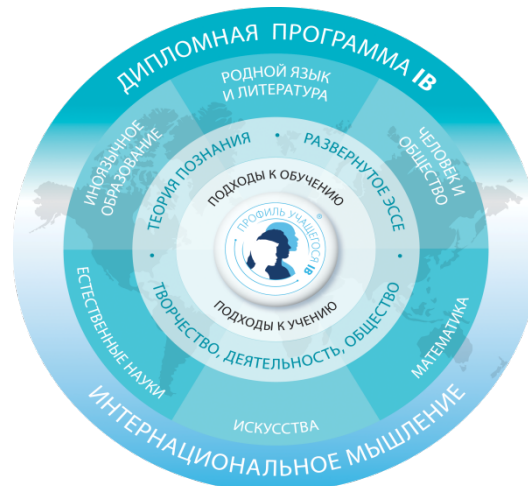 ДИПЛОМНАЯ ПРОГРАММА IB
РОДНОЙ ЯЗЫК
И ЛИТЕРАТУРА
ИНОЯЗЫЧНОЕ
ОБРАЗОВАНИЕ
ЧЕЛОВЕК И
ОБЩЕСТВО
ТЕОРИЯ ПОЗНАНИЯ • РАЗВЕРНУТОЕ ЭССЕ •
ПОДХОДЫ К ОБУЧЕНИЮ
ПРОФИЛЬ УЧАЩЕГОСЯ IB
®
ПОДХОДЫ К УЧЕНИЮ
• ТВОРЧЕСТВО, ДЕЯТЕЛЬНОСТЬ, ОБЩЕСТВО
ЕСТЕСТВЕННЫЕ НАУКИ
МАТЕМАТИКА
ИСКУССТВА
ИНТЕРНАЦИОНАЛЬНОЕ МЫШЛЕНИЕ